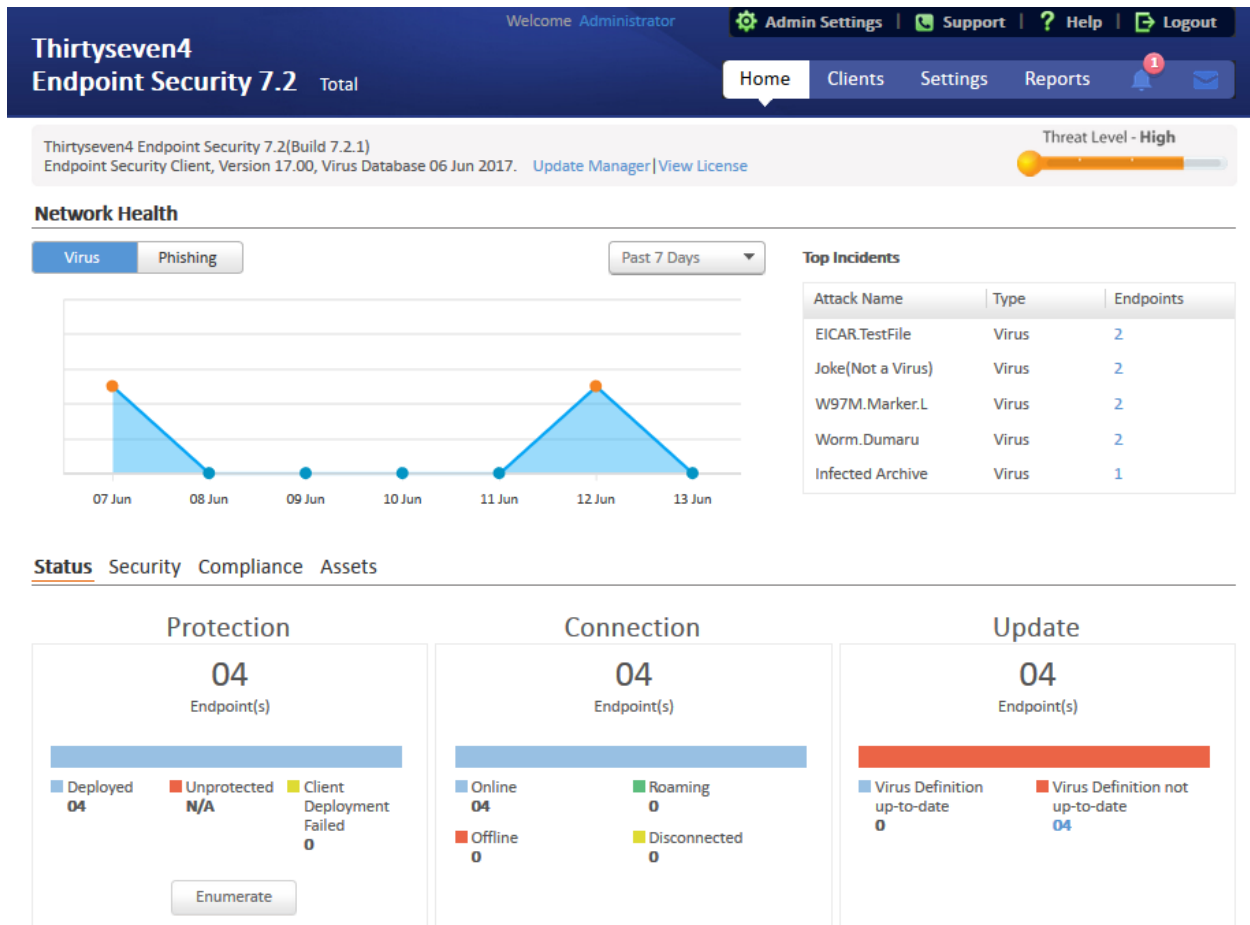 Welcome Administrator
Admin Settings | Support | ? Help | Logout
Thirtyseven4
Endpoint Security 7.2 Total
Home Clients Settings Reports 1
Thirtyseven4 Endpoint Security 7.2(Build 7.2.1)
Endpoint Security Client, Version 17.00, Virus Database 06 Jun 2017. Update Manager|View License
Threat Level - High
Network Health
Virus Phishing
Past 7 Days
07 Jun 08 Jun 09 Jun 10 Jun 11 Jun 12 Jun 13 Jun
Top Incidents
Attack Name Type Endpoints
EICAR.TestFile Virus 2
Joke(Not a Virus) Virus 2
W97M.Marker.L Virus 2
Worm.Dumaru Virus 2
Infected Archive Virus 1
Status Security Compliance Assets
Protection
04
Endpoint(s)
Deployed
04
Unprotected
N/A
Client
Deployment
Failed
0
Enumerate
Connection
04
Endpoint(s)
Online
04
Roaming
0
Offline
0
Disconnected
0
Update
04
Endpoint(s)
Virus Definition
up-to-date
0
Virus Definition not
up-to-date
04